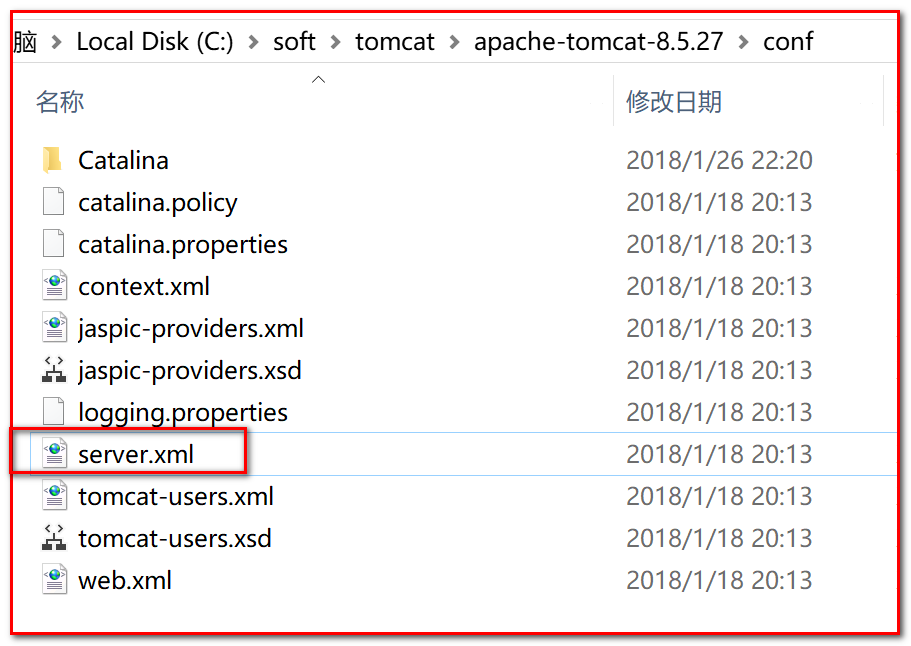 脑 > Local Disk (C:) > soft > tomcat > apache-tomcat-8.5.27 > conf
名称 修改日期
Catalina 2018/1/26 22:20
catalina.policy 2018/1/18 20:13
catalina.properties 2018/1/18 20:13
context.xml 2018/1/18 20:13
jaspic-providers.xml 2018/1/18 20:13
jaspic-providers.xsd 2018/1/18 20:13
logging.properties 2018/1/18 20:13
server.xml 2018/1/18 20:13
tomcat-users.xml 2018/1/18 20:13
tomcat-users.xsd 2018/1/18 20:13
web.xml 2018/1/18 20:13